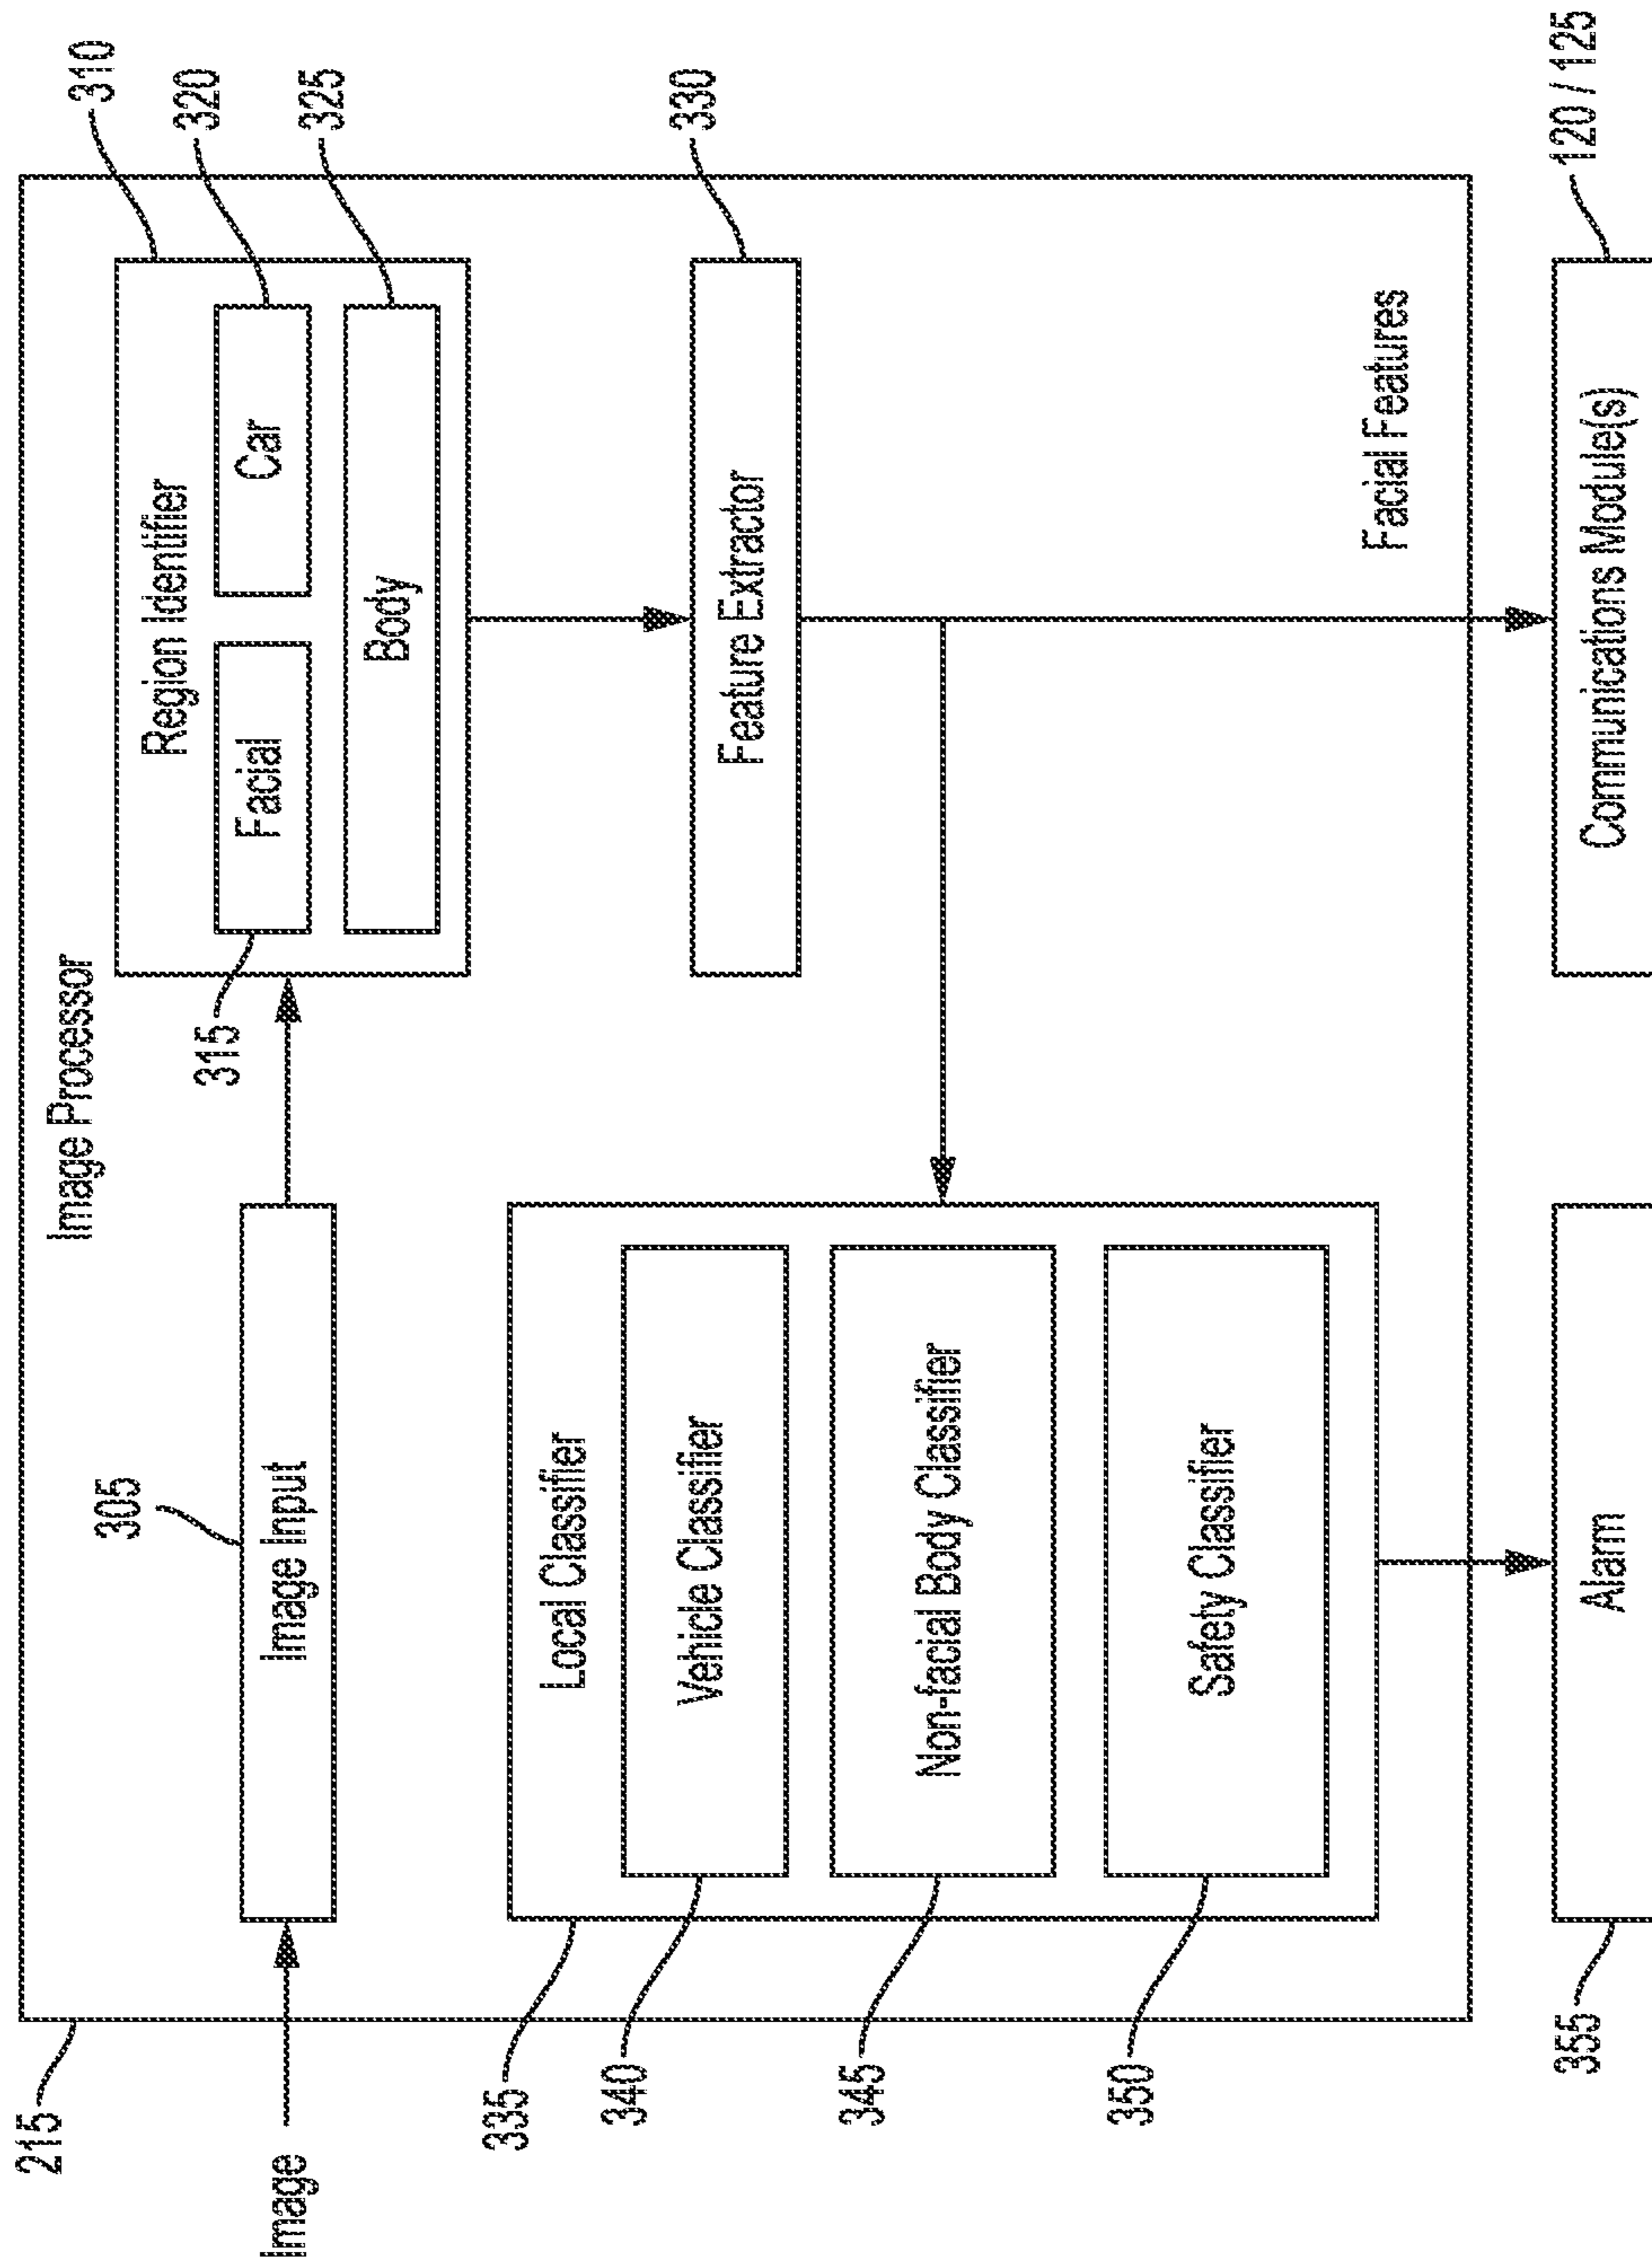 215
Image Processor
310
Image
305
Image Input
315
Region Identifier
Facial
Car
320
Body
325
335
Local Classifier
340
Vehicle Classifier
345
Non-facial Body Classifier
350
Safety Classifier
Feature Extractor
330
Facial Features
355
Alarm
Communications Module(s)
120 / 125